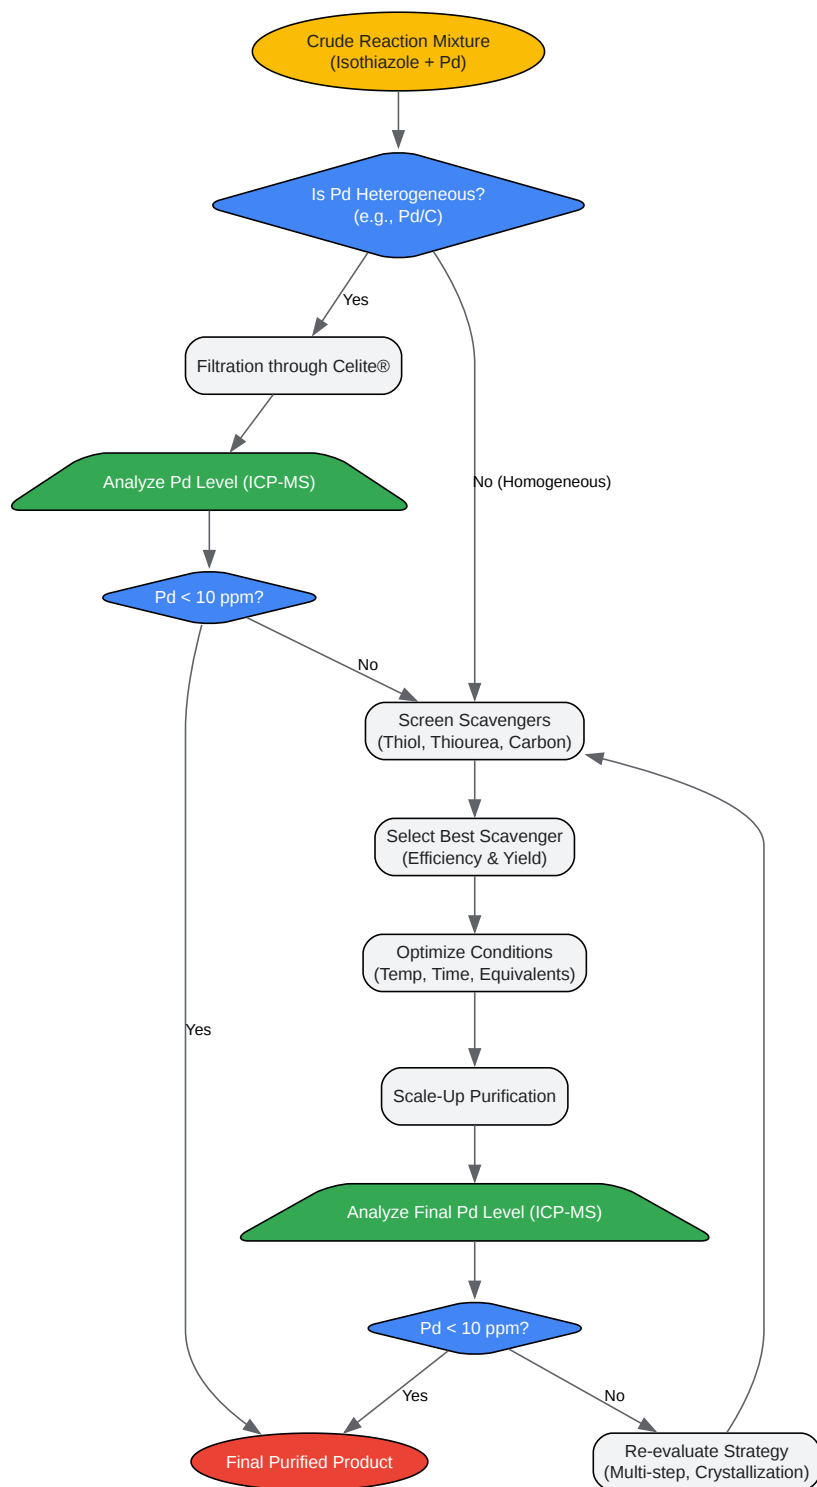 Crude Reaction Mixture
(Isothiazole + Pd)
Is Pd Heterogeneous?
(e.g., Pd/C)
Yes
Filtration through Celite®
Analyze Pd Level (ICP-MS)
No (Homogeneous)
Pd < 10 ppm?
No
Screen Scavengers
(Thiol, Thiourea, Carbon)
Select Best Scavenger
(Efficiency & Yield)
Optimize Conditions
(Temp, Time, Equivalents)
Yes
Scale-Up Purification
Analyze Final Pd Level (ICP-MS)
Pd < 10 ppm?
Yes
No
Final Purified Product
Re-evaluate Strategy
(Multi-step, Crystallization)